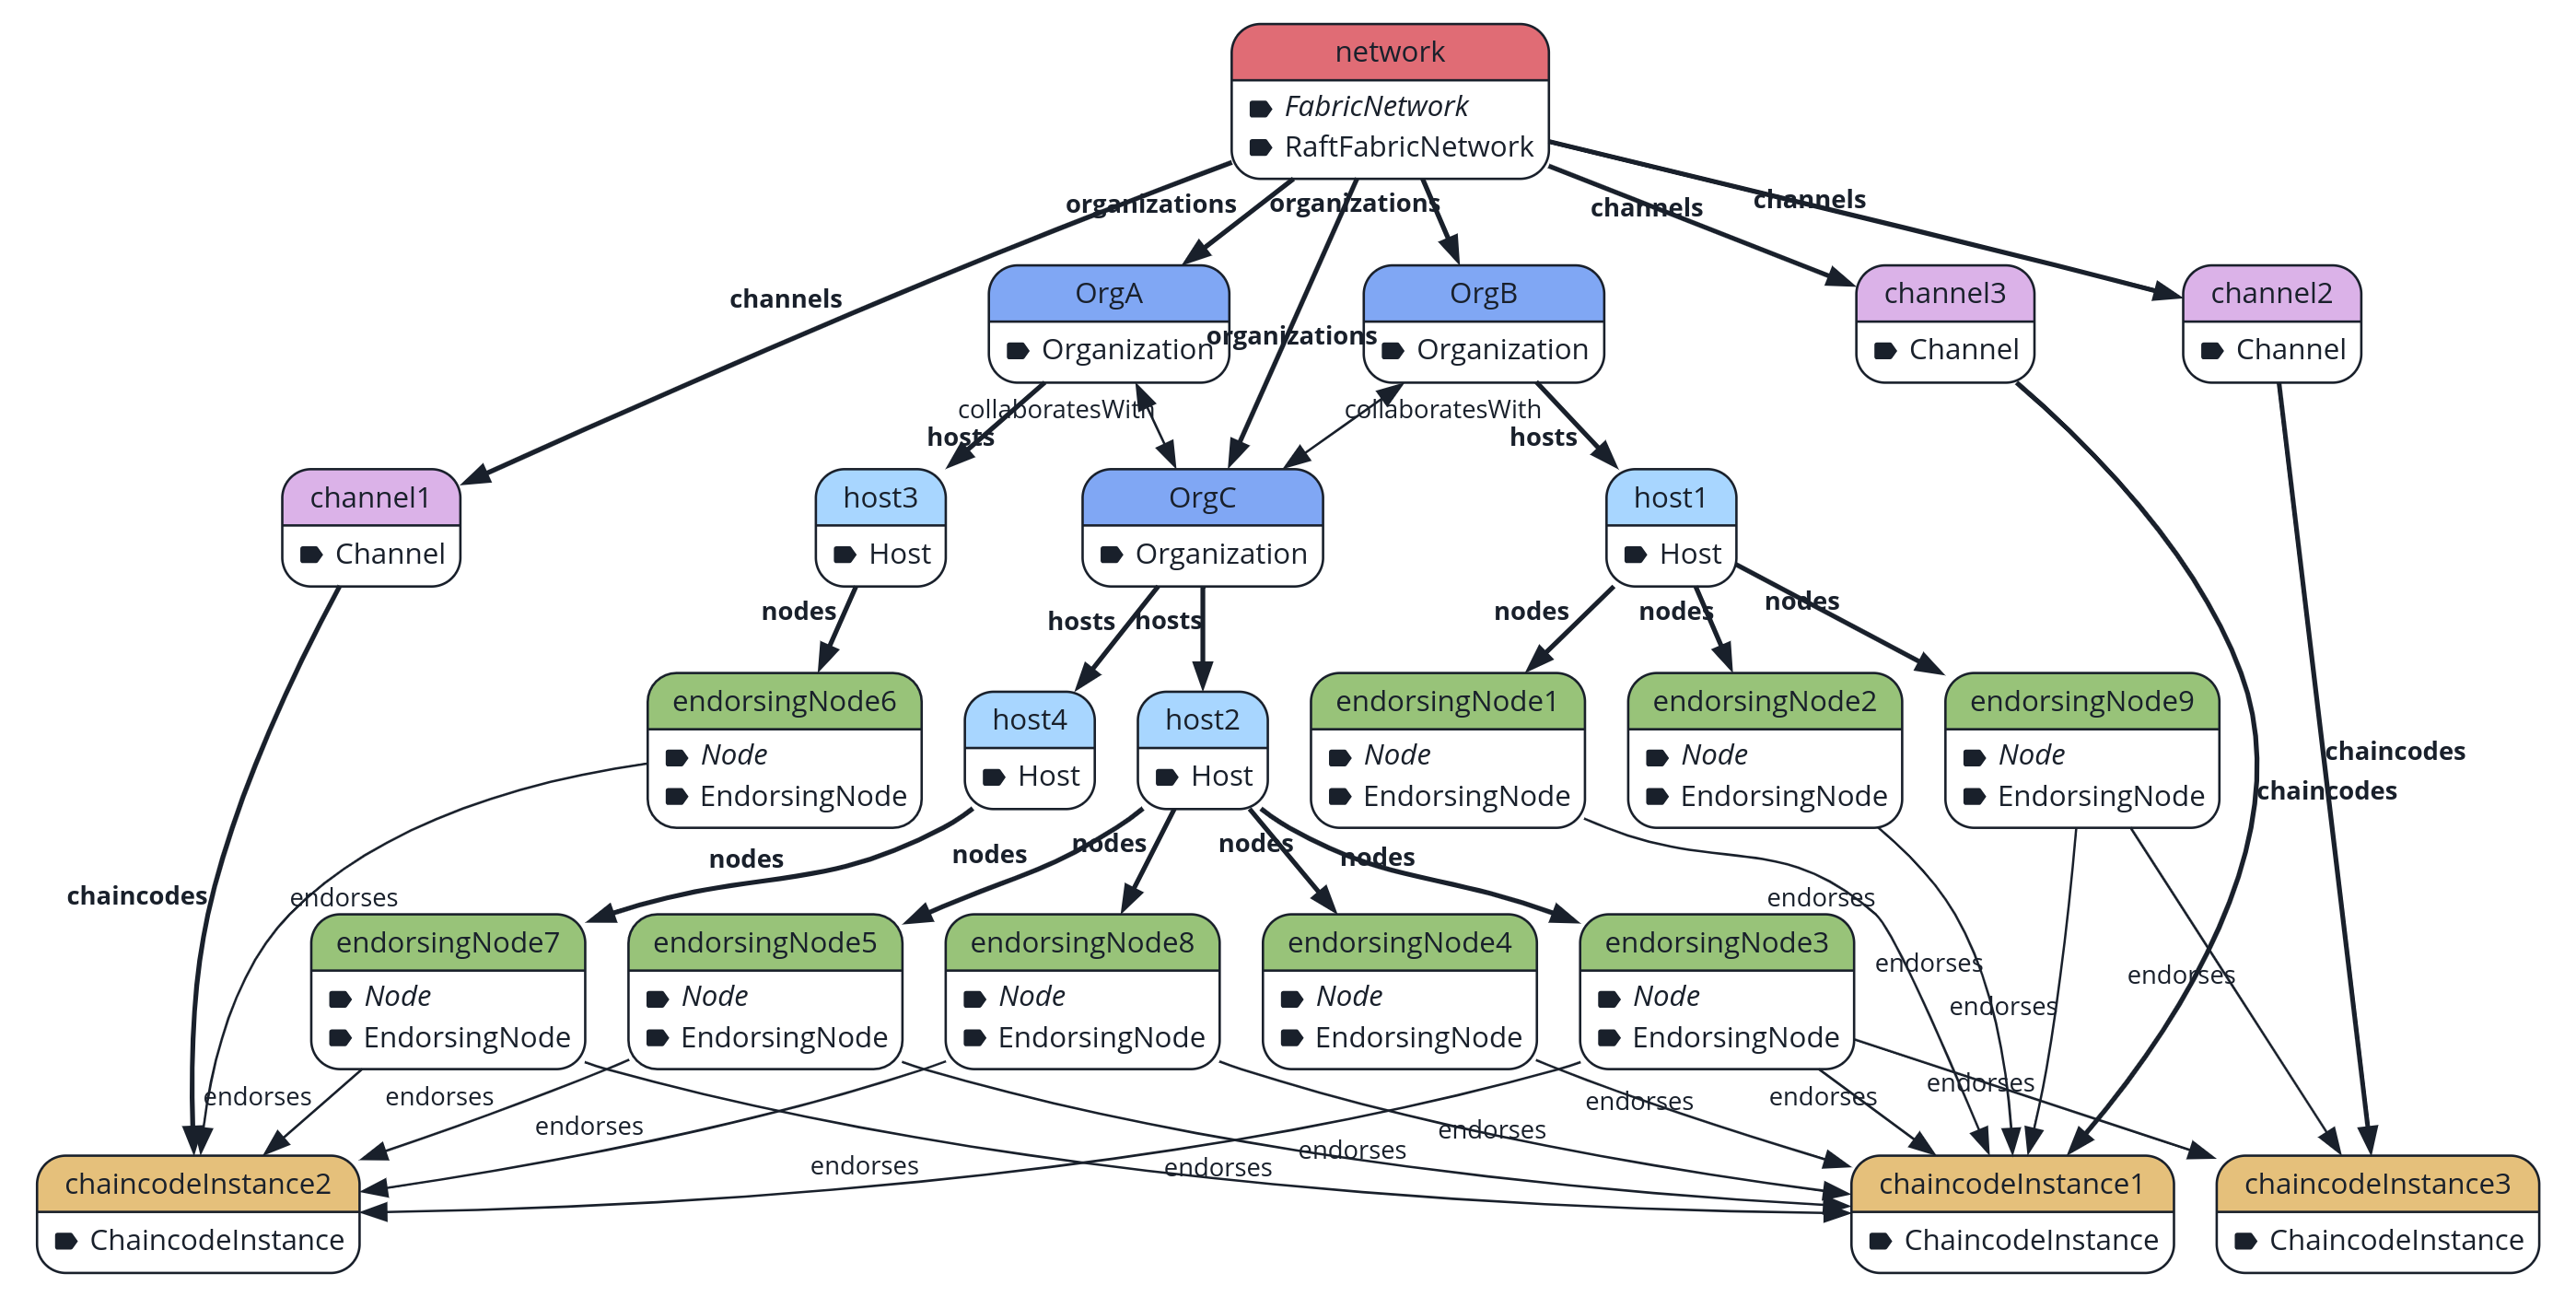 network
FabricNetwork
RaftFabricNetwork
organizations
organizations
channels
channels
channels
organizations
OrgA
Organization
OrgB
Organization
channel3
Channel
channel2
Channel
collaboratesWith
collaboratesWith
hosts
hosts
channel1
Channel
host3
Host
OrgC
Organization
host1
Host
nodes
hosts
hosts
nodes
nodes
nodes
endorsingNode6
Node
EndorsingNode
host4
Host
host2
Host
endorsingNode1
Node
EndorsingNode
endorsingNode2
Node
EndorsingNode
endorsingNode9
Node
EndorsingNode
chaincodes
chaincodes
nodes
nodes
nodes
nodes
nodes
chaincodes
endorses
endorses
endorsingNode7
Node
EndorsingNode
endorsingNode5
Node
EndorsingNode
endorsingNode8
Node
EndorsingNode
endorsingNode4
Node
EndorsingNode
endorsingNode3
Node
EndorsingNode
endorses
endorses
endorses
endorses
endorses
endorses
endorses
endorses
endorses
endorses
endorses
endorses
endorses
endorses
chaincodeInstance2
ChaincodeInstance
chaincodeInstance1
ChaincodeInstance
chaincodeInstance3
ChaincodeInstance